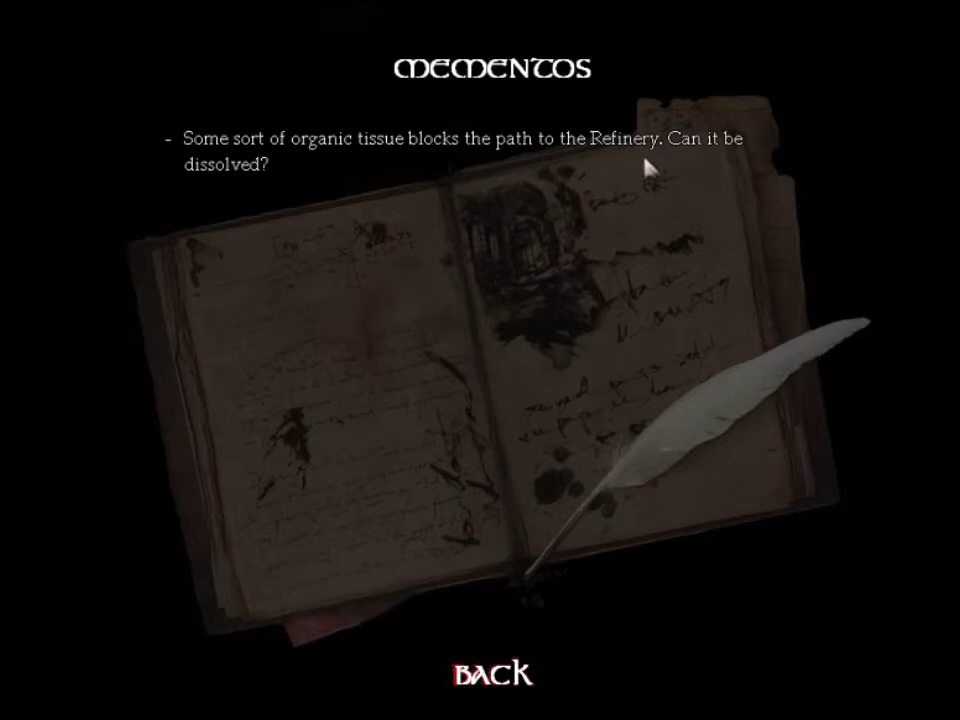 MEMENTOS
- Some sort of organic tissue blocks the path to the Refinery. Can it be
dissolved?
BACK